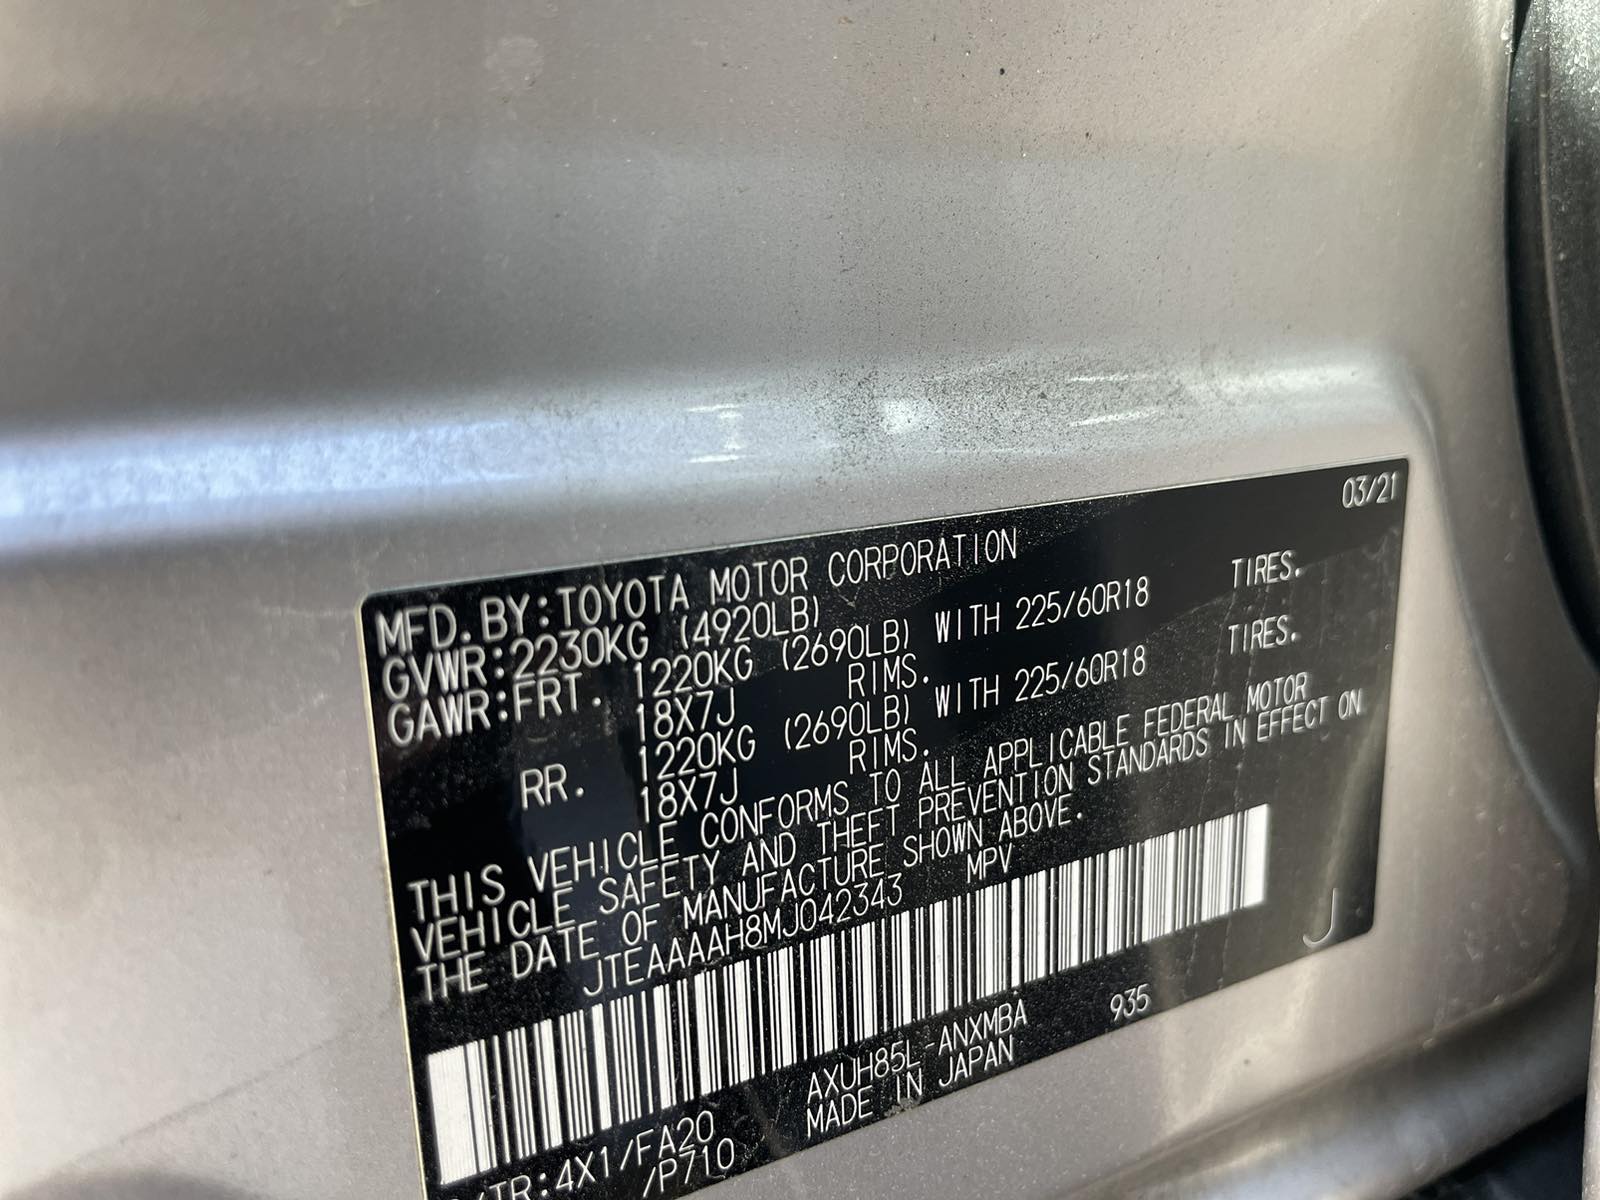 03/21
MFD.BY:TOYOTA MOTOR CORPORATION
GVWR:2230KG (4920LB)
GAWR:FRT. 1220KG (2690LB) WITH 225/60R18 TIRES.
18X7J RIMS.
RR. 1220KG (2690LB) WITH 225/60R18 TIRES.
18X7J RIMS.
THIS VEHICLE CONFORMS TO ALL APPLICABLE FEDERAL MOTOR
VEHICLE SAFETY AND THEFT PREVENTION STANDARDS IN EFFECT ON
THE DATE OF MANUFACTURE SHOWN ABOVE.
JTEAAAAH8MJ042343 MPV
J
AXUH85L-ANXMBA 935
TR:4X1/FA20 MADE IN JAPAN
/P710